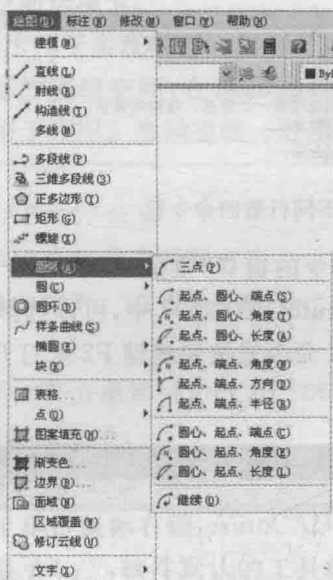 绘图(D) 标注(N) 修改(M) 窗口(W) 帮助(H)
建模(M)
ByL
直线(L)
射线(R)
构造线(T)
多线(U)
多段线(P)
三维多段线(3)
正多边形(Y)
矩形(G)
螺旋(I)
圆弧(A)
圆(C)
圆环(D)
样条曲线(S)
椭圆(E)
块(K)
表格...
点(O)
图案填充(H)...
渐变色...
边界(B)...
面域(N)
区域覆盖(W)
修订云线(V)
文字(X)
三点(P)
起点、圆心、端点(S)
起点、圆心、角度(T)
起点、圆心、长度(A)
起点、端点、角度(N)
起点、端点、方向(D)
起点、端点、半径(R)
圆心、起点、端点(C)
圆心、起点、角度(E)
圆心、起点、长度(L)
继续(O)